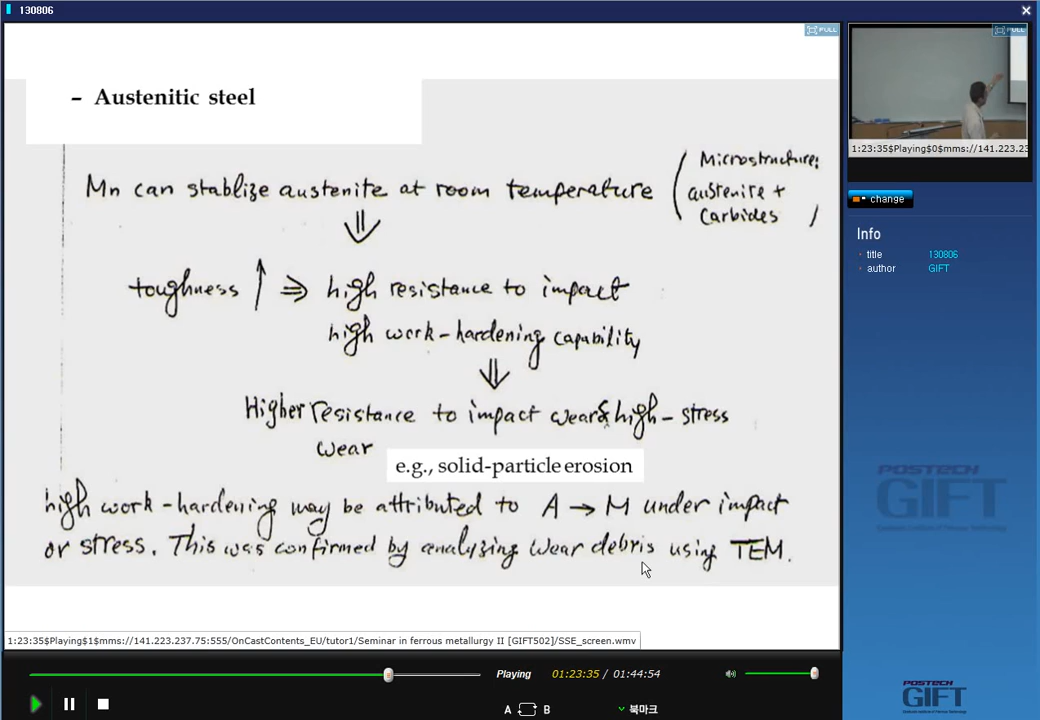 130806
FULL
– Austenitic steel
Mn can stablize austenite at room temperature
(Microstructure:
austenite +
carbides)
toughness ↑ ⇒ high resistance to impact
high work-hardening capability
Higher resistance to impact wear & high-stress
wear
e.g., solid-particle erosion
high work-hardening may be attributed to A → M under impact
or stress. This was confirmed by analyzing wear debris using TEM.
1:23:35$Playing$1$mms://141.223.237.75:555/OnCastContents_EU/tutor1/Seminar in ferrous metallurgy II [GIFT502]/SSE_screen.wmv
Playing
01:23:35 / 01:44:54
A B
북마크
FULL
1:23:35$Playing$0$mms://141.223.23
change
Info
title 130806
author GIFT
POSTECH
GIFT
POSTECH
GIFT